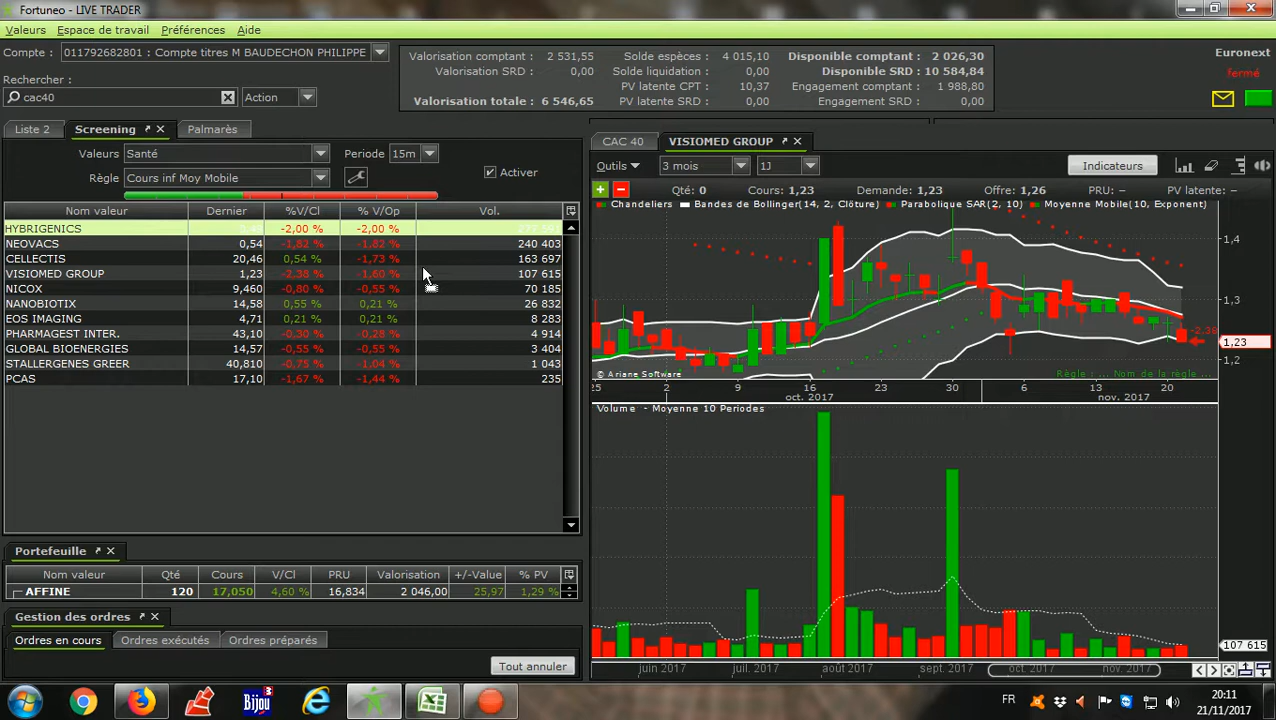 Fortuneo - LIVE TRADER
Valeurs Espace de travail Préférences Aide
Compte : 011792682801 : Compte titres M BAUDECHON PHILIPPE
Valorisation comptant : 2 531,55 Solde espèces : 4 015,10 Disponible comptant : 2 026,30
Valorisation SRD : 0,00 Solde liquidation : 0,00 Disponible SRD : 10 584,84
PV latente CPT : 10,37 Engagement comptant : 1 988,80
Valorisation totale : 6 546,65 PV latente SRD : 0,00 Engagement SRD : 0,00
Euronext
fermé
Rechercher :
cac40 Action
Liste 2 Screening Palmarès
Valeurs Santé Periode 15m
Règle Cours inf Moy Mobile Activer
Nom valeur Dernier %V/Cl % V/Op Vol.
HYBRIGENICS -2,00 % -2,00 %
NEOVACS 0,54 -1,82 % -1,82 % 240 403
CELLECTIS 20,46 0,54 % -1,73 % 163 697
VISIOMED GROUP 1,23 -2,38 % -1,60 % 107 615
NICOX 9,460 -0,80 % -0,55 % 70 185
NANOBIOTIX 14,58 0,55 % 0,21 % 26 832
EOS IMAGING 4,71 0,21 % 0,21 % 8 283
PHARMAGEST INTER. 43,10 -0,30 % -0,28 % 4 914
GLOBAL BIOENERGIES 14,57 -0,55 % -0,55 % 3 404
STALLERGENES GREER 40,810 -0,75 % -1,04 % 1 043
PCAS 17,10 -1,67 % -1,44 % 235
Portefeuille
Nom valeur Qté Cours V/Cl PRU Valorisation +/-Value % PV
AFFINE 120 17,050 4,60 % 16,834 2 046,00 25,97 1,29 %
Gestion des ordres
Ordres en cours Ordres exécutés Ordres préparés
Tout annuler
CAC 40 VISIOMED GROUP
Outils 3 mois 1J Indicateurs
Qté: 0 Cours: 1,23 Demande: 1,23 Offre: 1,26 PRU: – PV latente: –
Chandeliers Bandes de Bollinger(14, 2, Clôture) Parabolique SAR(2, 10) Moyenne Mobile(10, Exponent)
1,4
1,3
-2.38
1,23
1,2
© Ariane Software Règle : ... Nom de la règle ...
25 2 9 16 23 30 6 13 20
oct. 2017 nov. 2017
Volume - Moyenne 10 Periodes
107 615
juin 2017 juil. 2017 août 2017 sept. 2017 oct. 2017 nov. 2017
Bijou 3
FR
20:11
21/11/2017